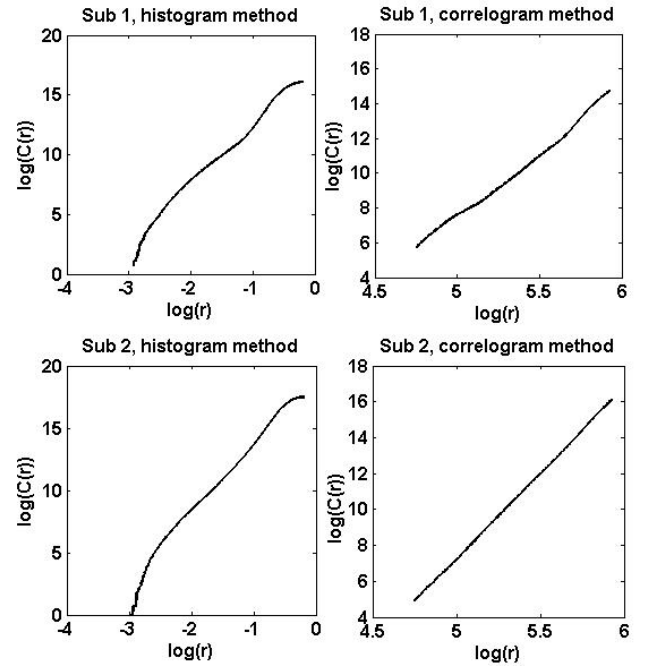 Sub 1, histogram method
20
15
10
5
0
log(C(r))
-4 -3 -2 -1 0
log(r)
Sub 1, correlogram method
18
16
14
12
10
8
6
4
log(C(r))
4.5 5 5.5 6
log(r)
Sub 2, histogram method
20
15
10
5
0
log(C(r))
-4 -3 -2 -1 0
log(r)
Sub 2, correlogram method
18
16
14
12
10
8
6
4
log(C(r))
4.5 5 5.5 6
log(r)